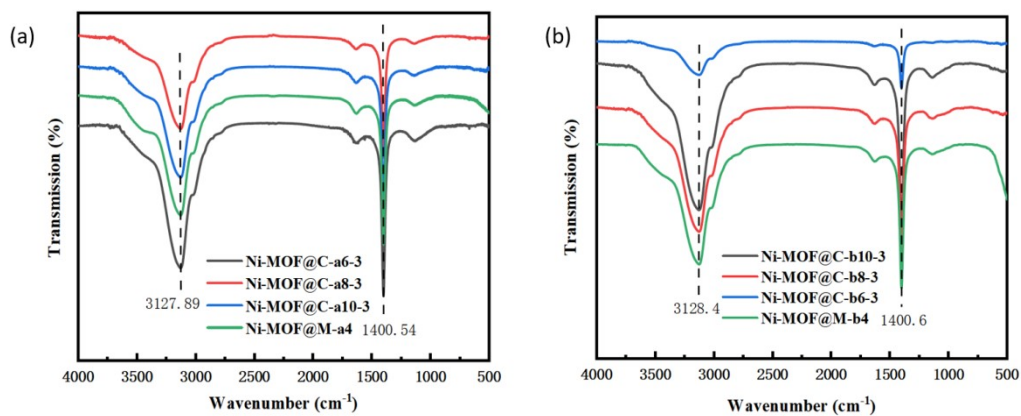 (a)
Transmission (%)
Ni-MOF@C-a6-3
Ni-MOF@C-a8-3
Ni-MOF@C-a10-3
Ni-MOF@M-a4
3127.89
1400.54
4000 3500 3000 2500 2000 1500 1000 500
Wavenumber (cm⁻¹)
(b)
Transmission (%)
Ni-MOF@C-b10-3
Ni-MOF@C-b8-3
Ni-MOF@C-b6-3
Ni-MOF@M-b4
3128.4
1400.6
4000 3500 3000 2500 2000 1500 1000 500
Wavenumber (cm⁻¹)